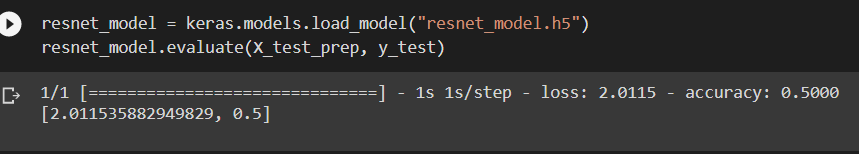 resnet_model = keras.models.load_model("resnet_model.h5")
resnet_model.evaluate(X_test_prep, y_test)
1/1 [==============================] - 1s 1s/step - loss: 2.0115 - accuracy: 0.5000
[2.011535882949829, 0.5]